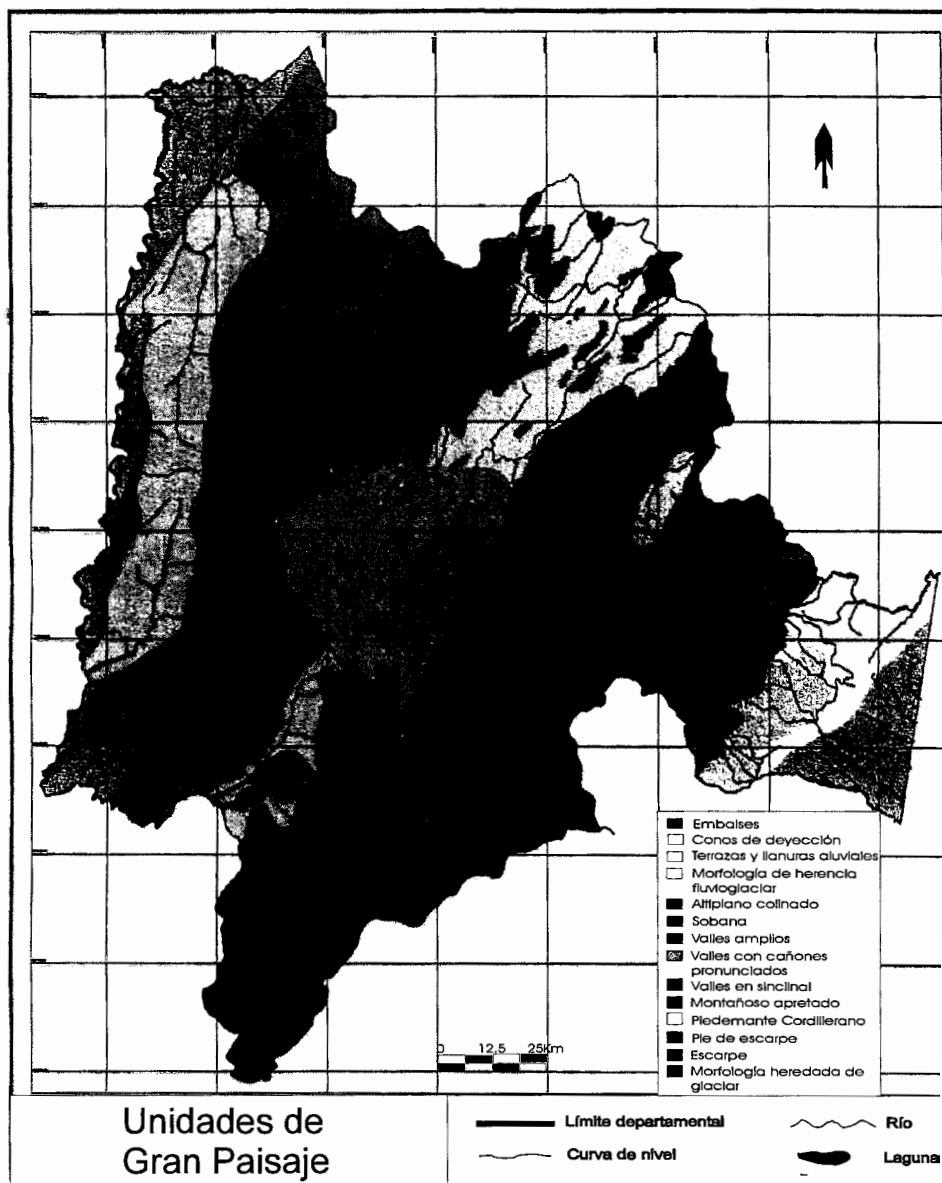 Embalses
Conos de deyección
Terrazas y llanuras aluviales
Morfología de herencia
fluvioglaciar
Altiplano colinado
Sobana
Valles amplios
Valles con cañones
pronunciados
Valles en sinclinal
Montañoso apretado
Piedemante Cordillerano
Pie de escarpe
Escarpe
Morfología heredada de
glaciar
0 12,5 25Km
Unidades de
Gran Paisaje
Límite departamental
Río
Curva de nivel
Laguna